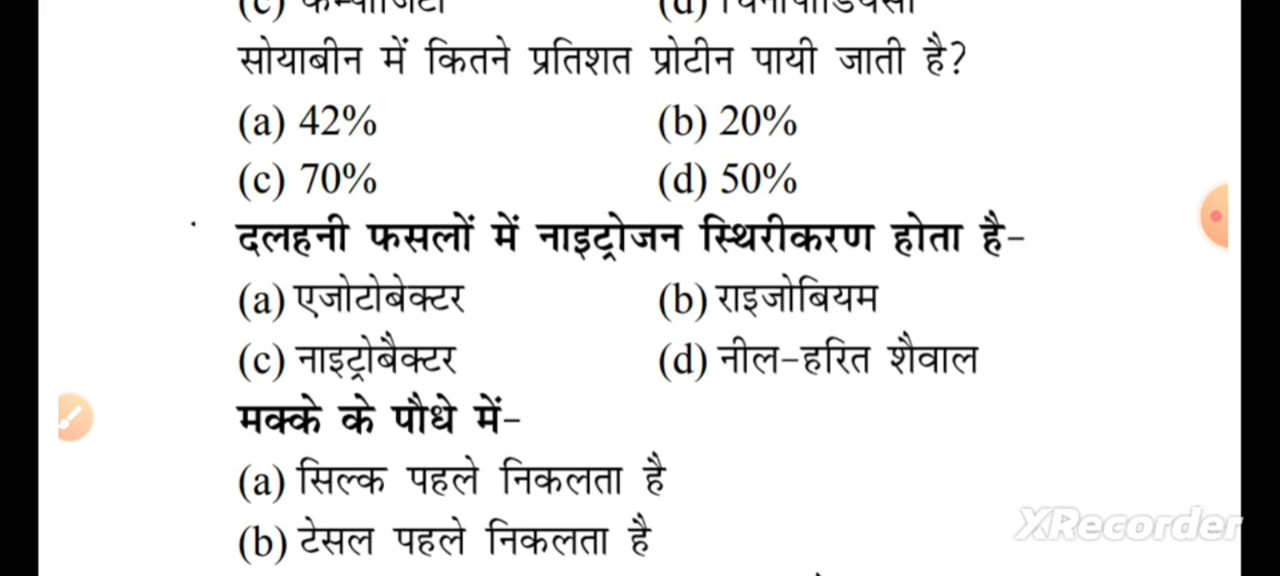 (c) कम्पोजिटी (d) चिनोपोडियेसी
सोयाबीन में कितने प्रतिशत प्रोटीन पायी जाती है?
(a) 42% (b) 20%
(c) 70% (d) 50%
दलहनी फसलों में नाइट्रोजन स्थिरीकरण होता है-
(a) एजोटोबेक्टर (b) राइजोबियम
(c) नाइट्रोबैक्टर (d) नील-हरित शैवाल
मक्के के पौधे में-
(a) सिल्क पहले निकलता है
(b) टेसल पहले निकलता है
XRecorder